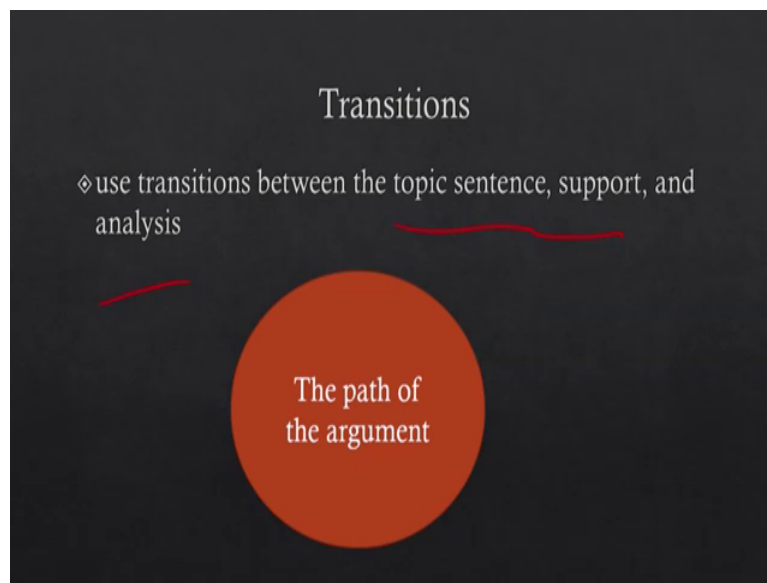 Transitions
use transitions between the topic sentence, support, and
analysis
The path of
the argument